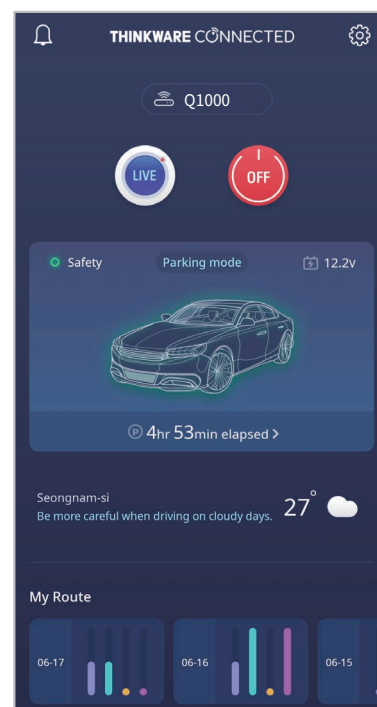 THINKWARE CONNECTED
Q1000
LIVE
OFF
Safety Parking mode 12.2v
P 4hr 53min elapsed >
Seongnam-si
Be more careful when driving on cloudy days. 27°
My Route
06-17 06-16 06-15